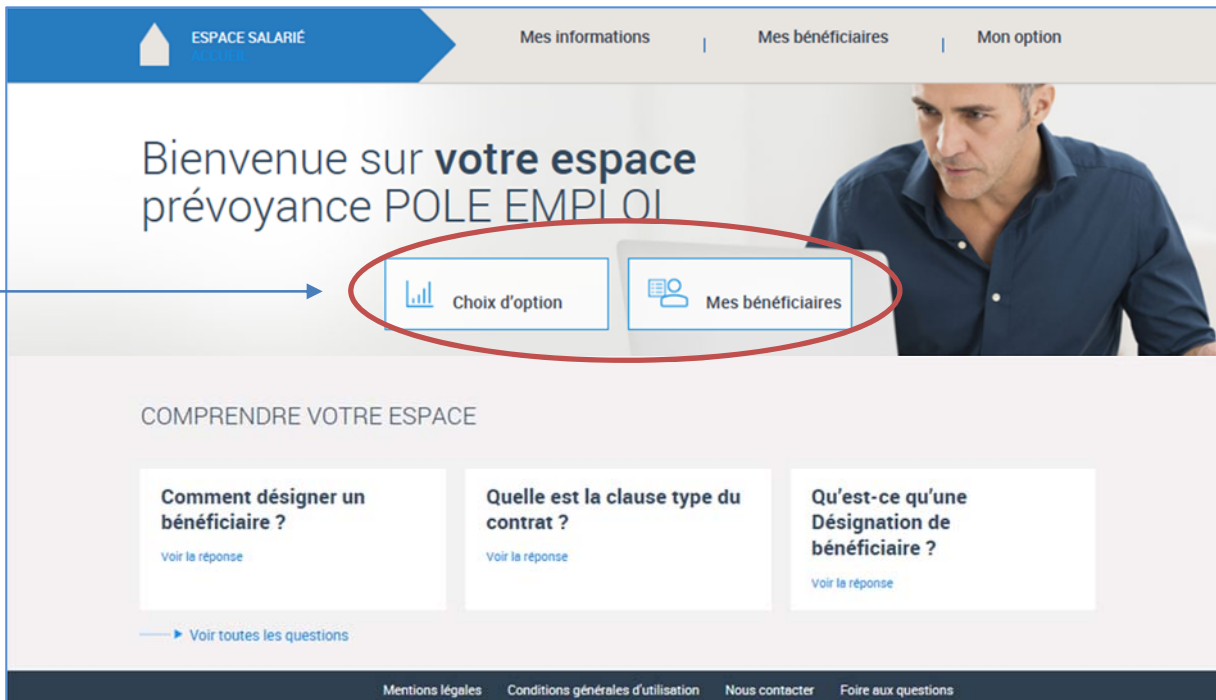 ESPACE SALARIÉ
ACCUEIL
Mes informations | Mes bénéficiaires | Mon option
Bienvenue sur votre espace
prévoyance POLE EMPLOI
Choix d'option
Mes bénéficiaires
COMPRENDRE VOTRE ESPACE
Comment désigner un
bénéficiaire ?
Voir la réponse
Quelle est la clause type du
contrat ?
Voir la réponse
Qu'est-ce qu'une
Désignation de
bénéficiaire ?
Voir la réponse
Voir toutes les questions
Mentions légales Conditions générales d'utilisation Nous contacter Foire aux questions